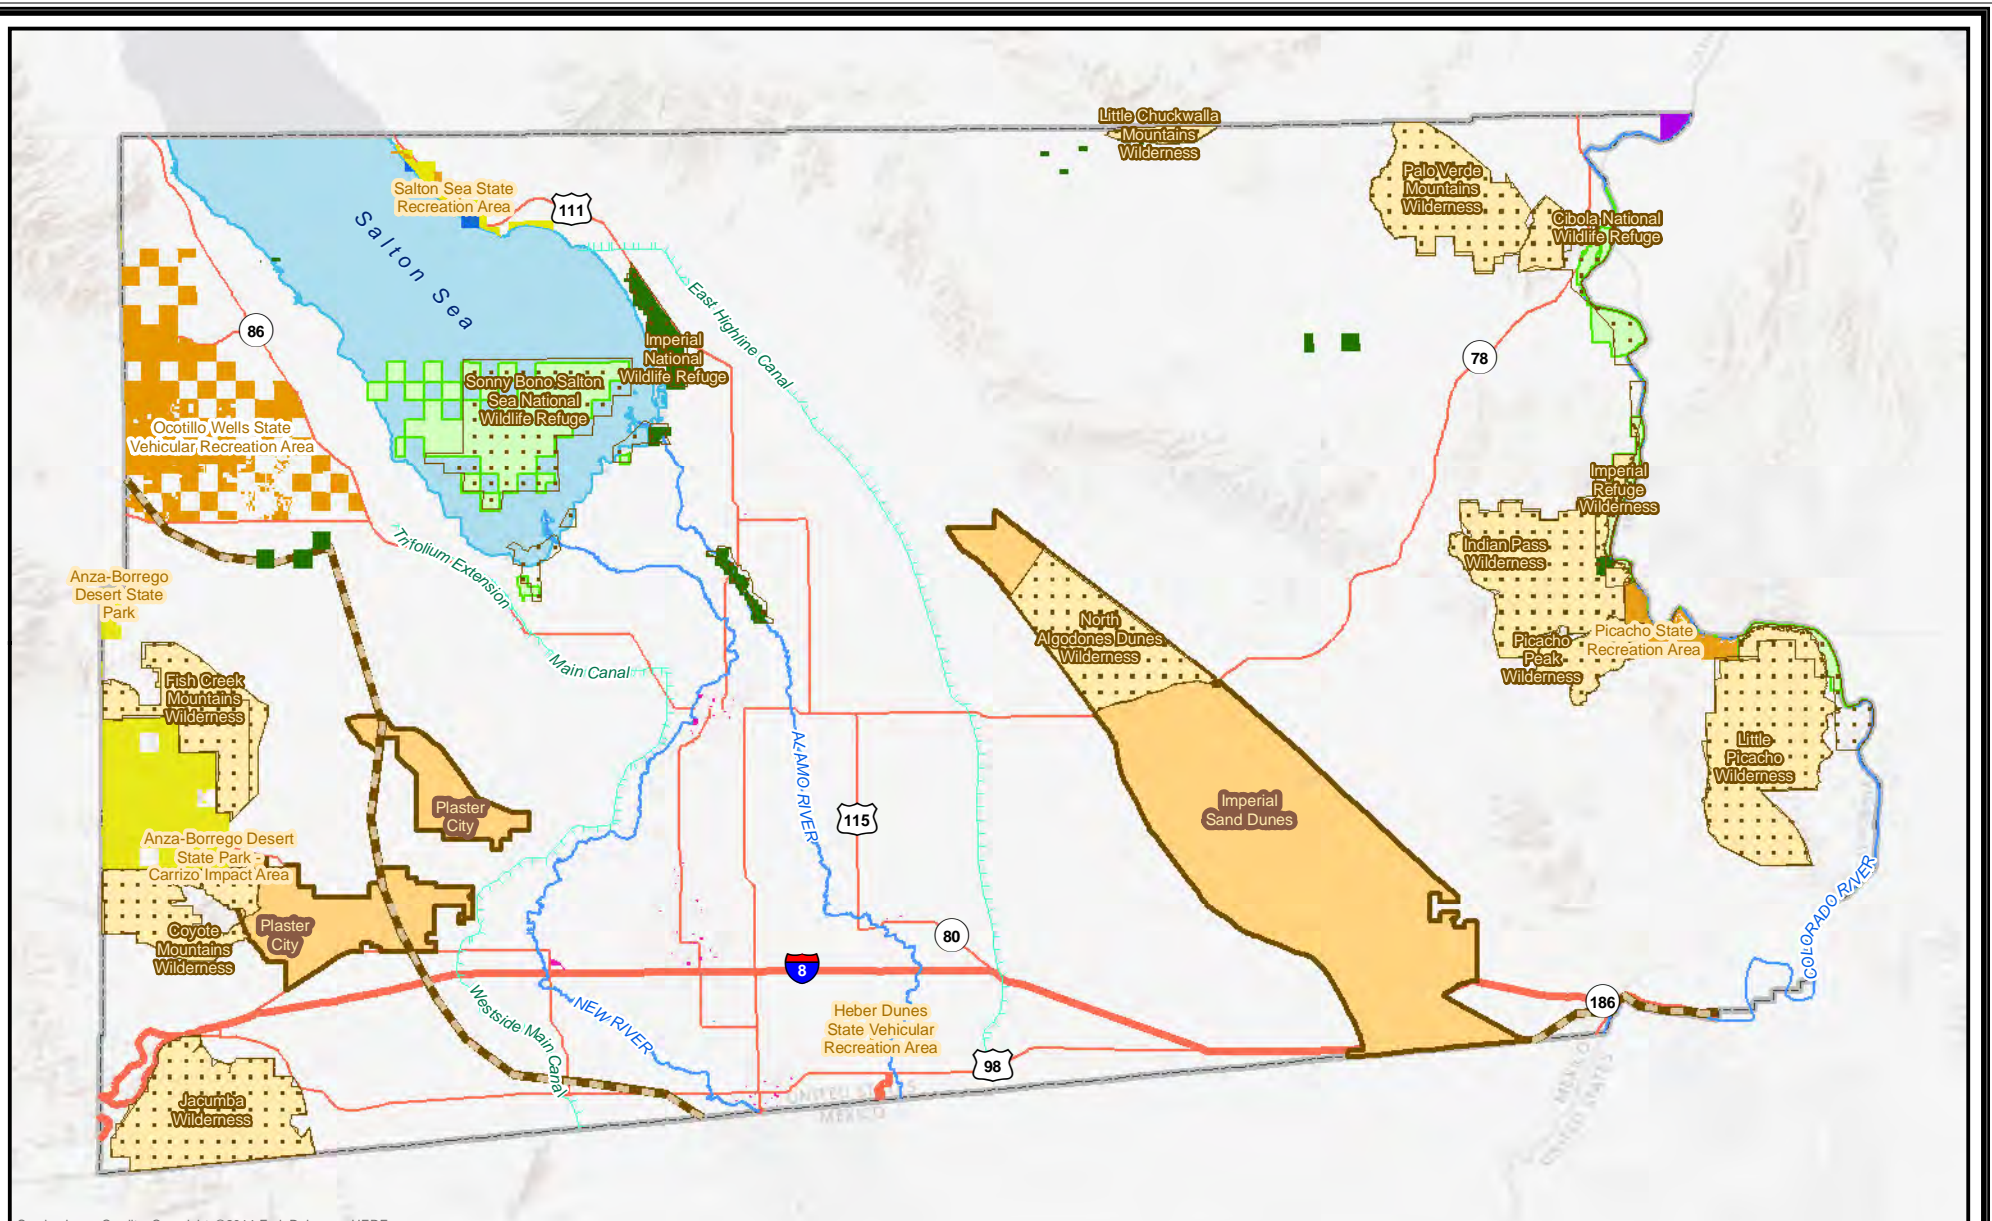 Little Chuckwalla
Mountains
Wilderness
Palo Verde
Mountains
Wilderness
Cibola National
Wildlife Refuge
Salton Sea State
Recreation Area
111
Salton Sea
86
East Highline Canal
Imperial
National
Wildlife Refuge
78
Sonny Bono Salton
Sea National
Wildlife Refuge
Ocotillo Wells State
Vehicular Recreation Area
Imperial
Refuge
Wilderness
Trifolium Extension
Indian Pass
Wilderness
Anza-Borrego
Desert State
Park
North
Algodones Dunes
Wilderness
Picacho State
Recreation Area
Picacho
Peak
Wilderness
Main Canal
Fish Creek
Mountains
Wilderness
Little
Picacho
Wilderness
ALAMO RIVER
Plaster
City
Imperial
Sand Dunes
115
Anza-Borrego Desert
State Park -
Carrizo Impact Area
COLORADO RIVER
Plaster
City
Coyote
Mountains
Wilderness
80
8
Westside Main Canal
NEW RIVER
186
Heber Dunes
State Vehicular
Recreation Area
98
UNITED STATES
MEXICO
MEXICO
UNITED STATES
Jacumba
Wilderness